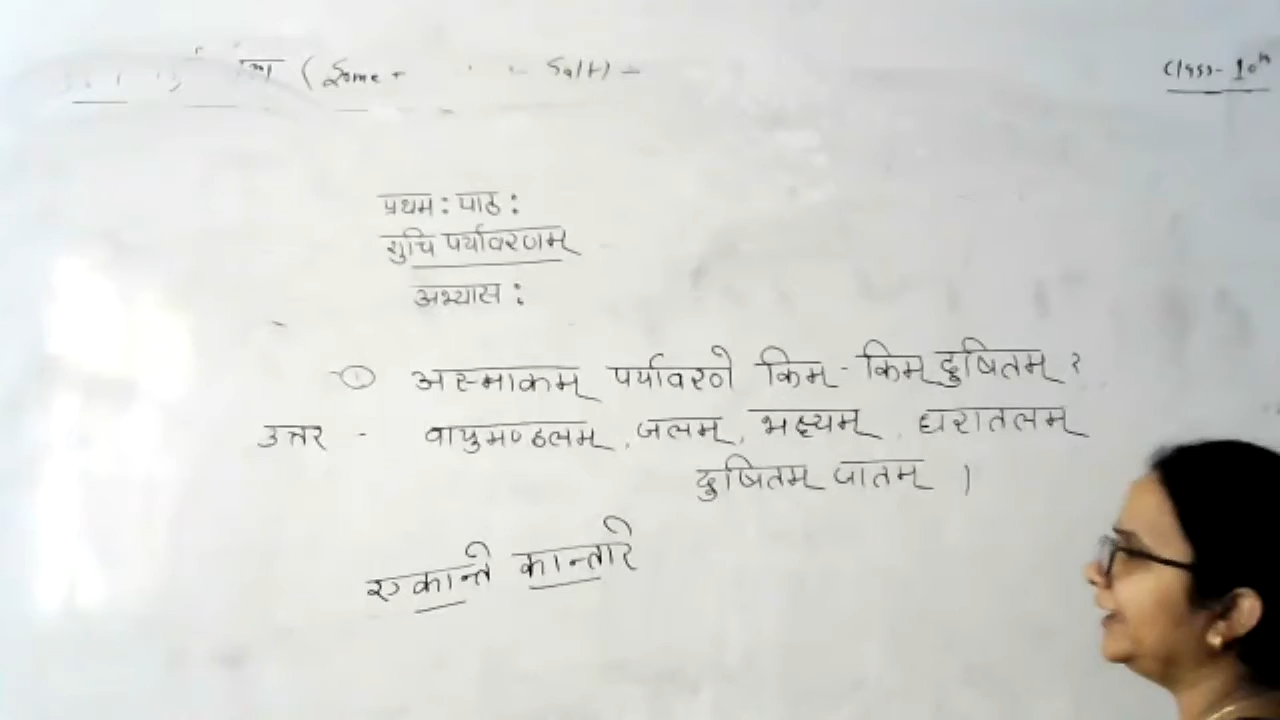 (Some
Class- 10th
प्रथम: पाठ:
शुचि पर्यावरणम्
अभ्यास:
① अस्माकम् पर्यावरणे किम्-किम् दुषितम् ?
उत्तर - वायुमण्डलम्, जलम्, भक्ष्यम्, धरातलम्
दुषितम् जातम् ।
एकान्ते कान्तारे